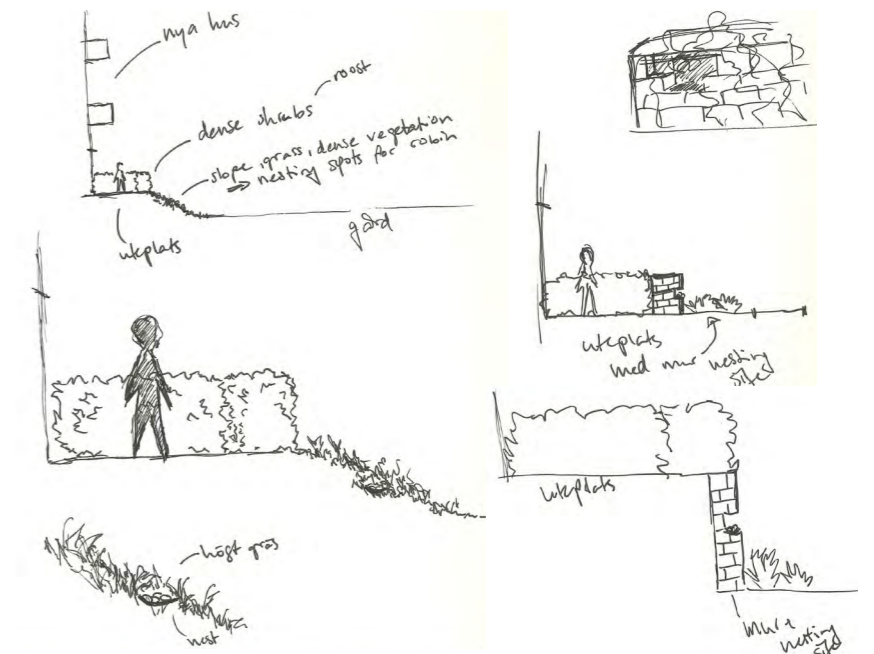 nya hus
roost
dense shrubs
slope, grass, dense vegetation
→ nesting spots for robin
gård
uteplats
högt gräs
nest
uteplats
med mur
nesting
sites
uteplats
mur +
nesting
site